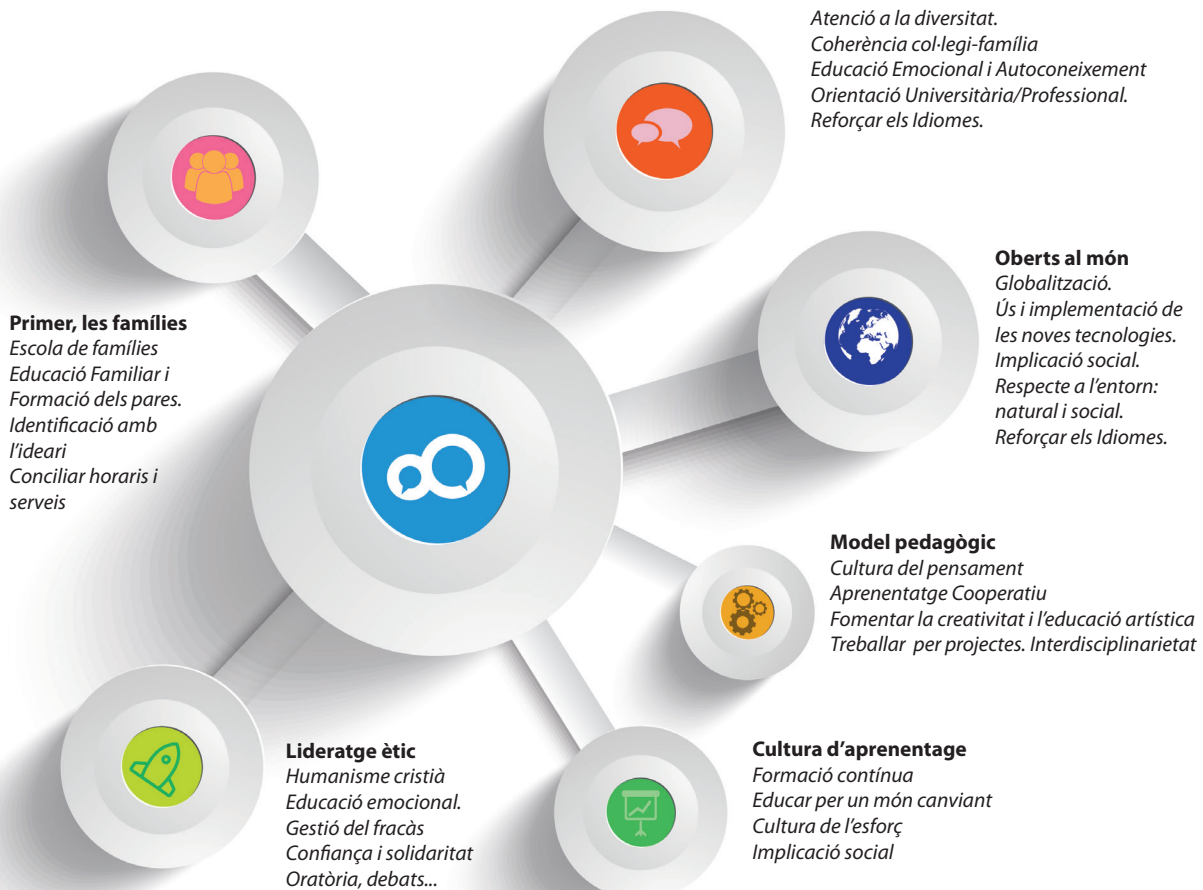 Atenció a la diversitat.
Coherència col·legi-família
Educació Emocional i Autoconeixement
Orientació Universitària/Professional.
Reforçar els Idiomes.
Oberts al món
Globalització.
Ús i implementació de
les noves tecnologies.
Implicació social.
Respecte a l'entorn:
natural i social.
Reforçar els Idiomes.
Primer, les famílies
Escola de famílies
Educació Familiar i
Formació dels pares.
Identificació amb
l'ideari
Conciliar horaris i
serveis
Model pedagògic
Cultura del pensament
Aprenentatge Cooperatiu
Fomentar la creativitat i l'educació artística
Treballar per projectes. Interdisciplinarietat
Lideratge ètic
Humanisme cristià
Educació emocional.
Gestió del fracàs
Confiança i solidaritat
Oratòria, debats...
Cultura d'aprenentage
Formació contínua
Educar per un món canviant
Cultura de l'esforç
Implicació social